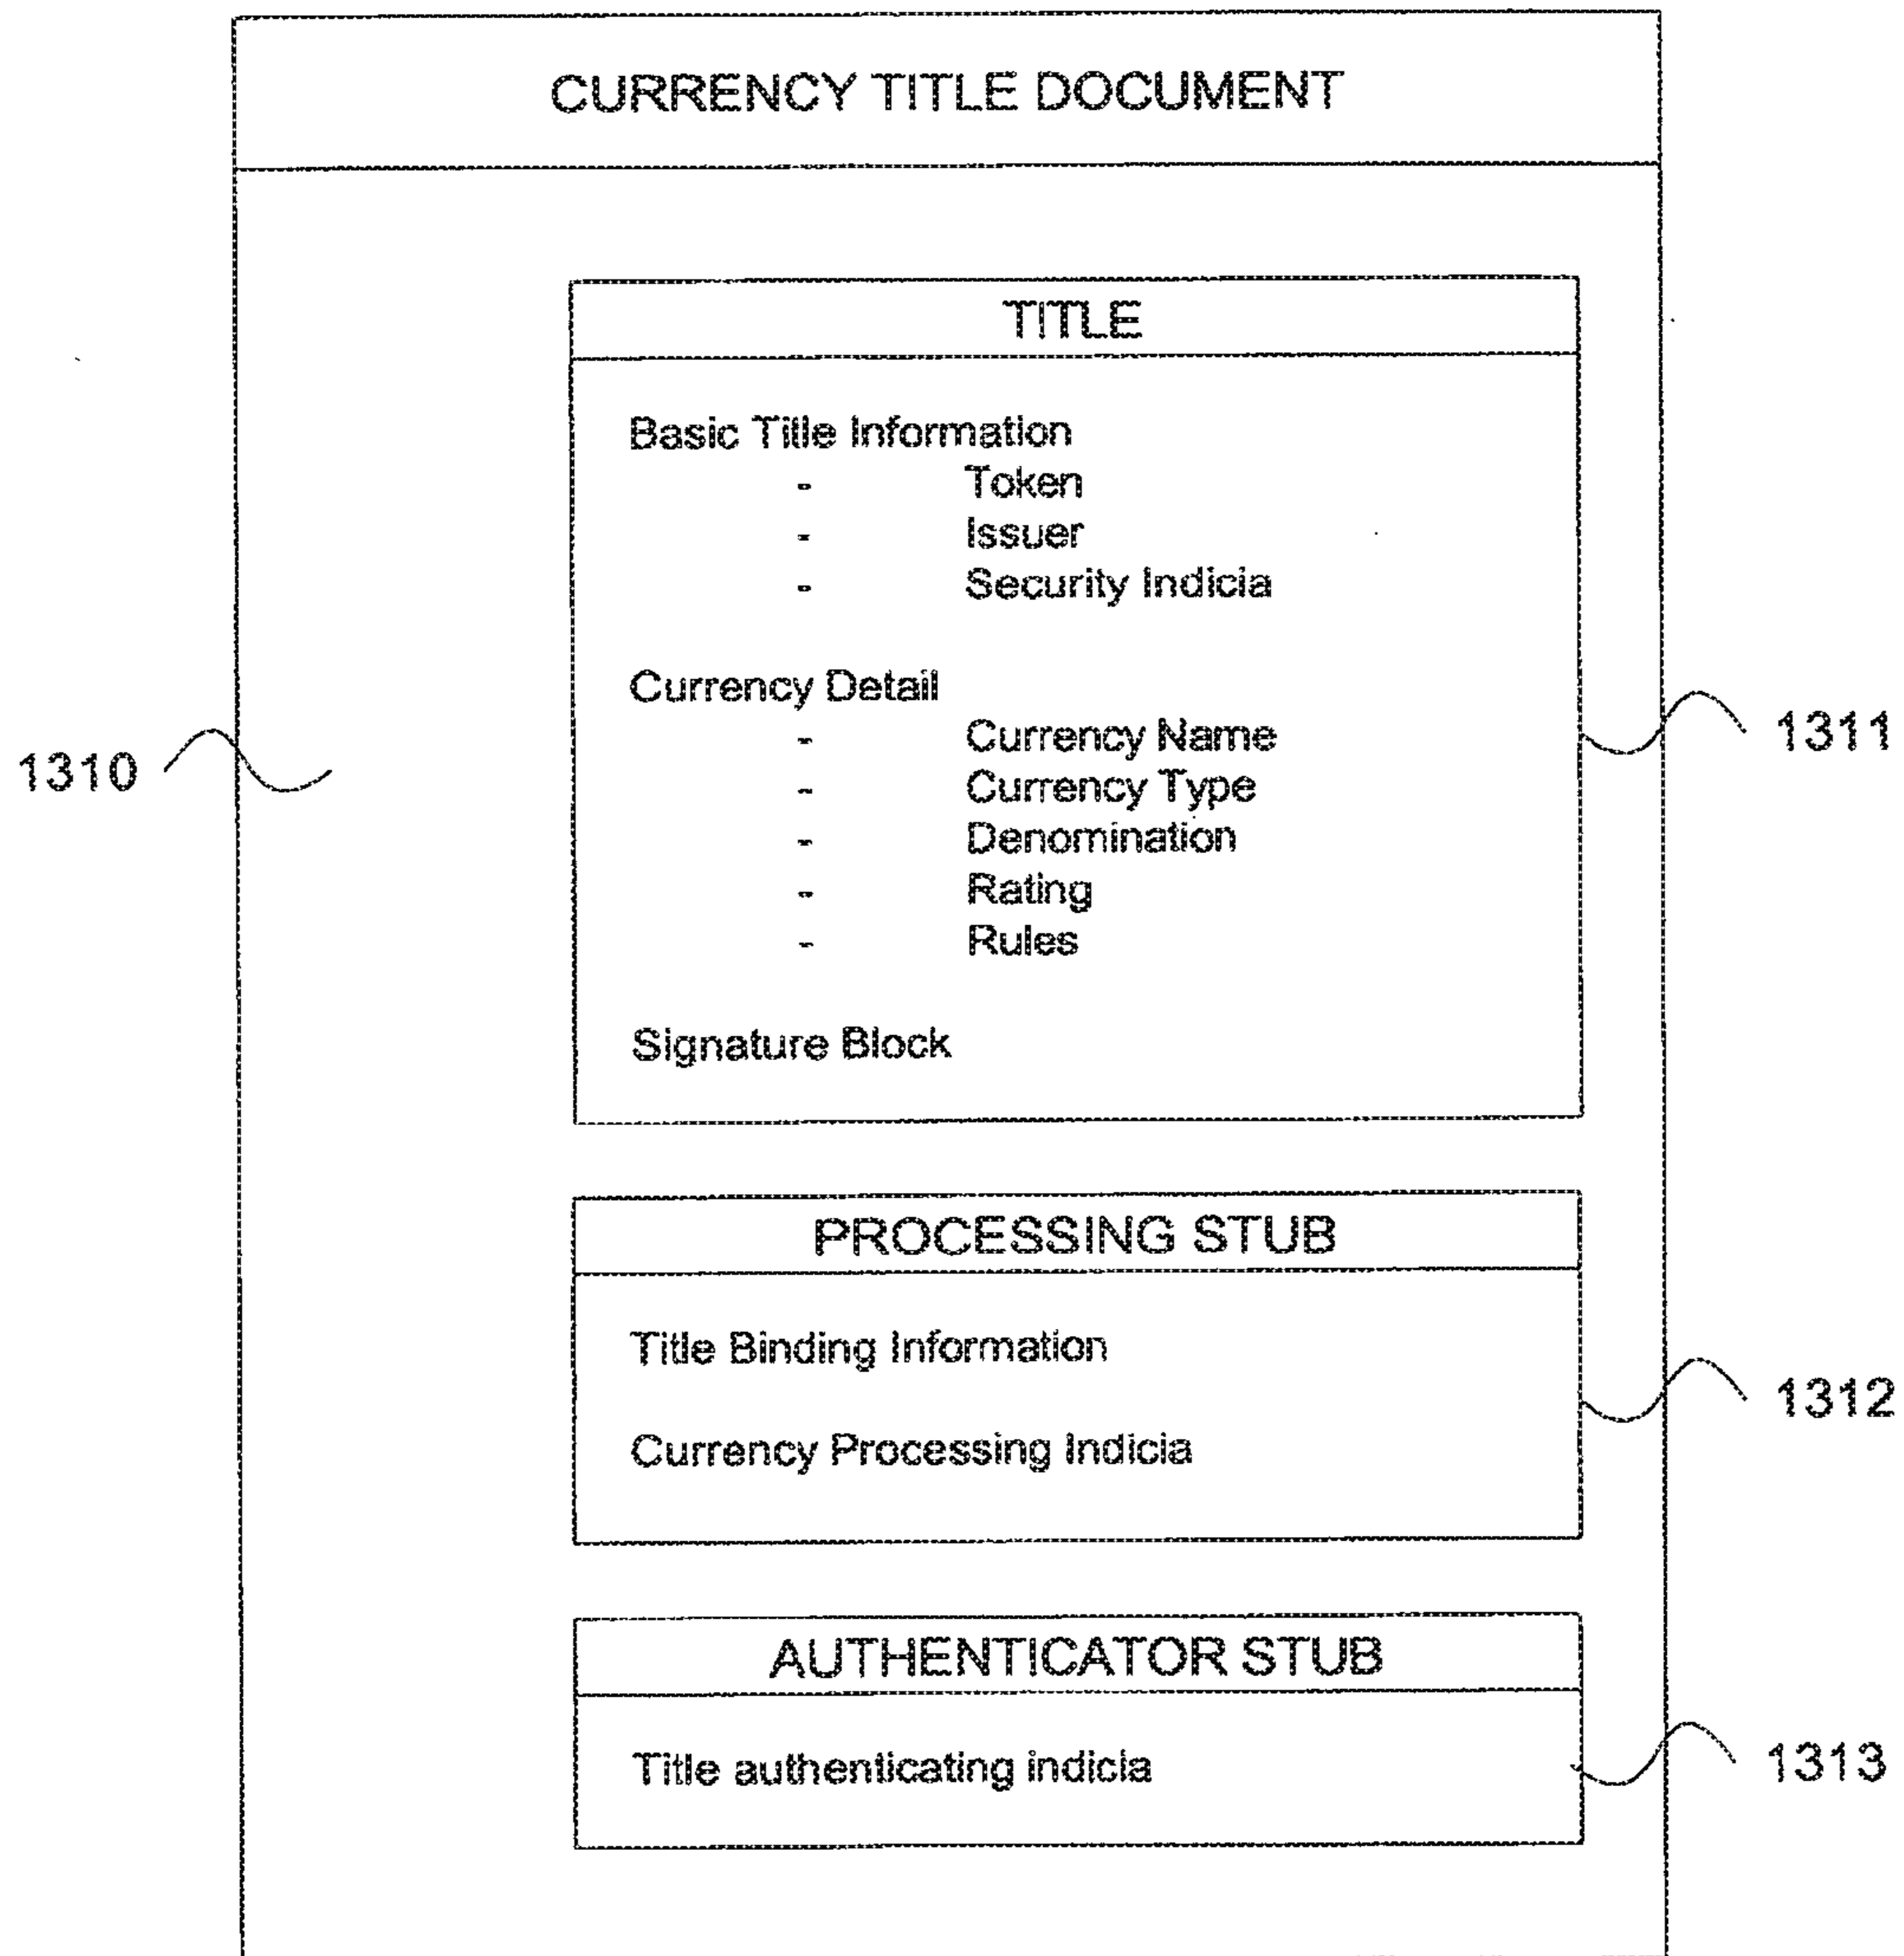 CURRENCY TITLE DOCUMENT
TITLE
Basic Title Information
- Token
- Issuer
- Security Indicia
Currency Detail
- Currency Name
- Currency Type
- Denomination
- Rating
- Rules
Signature Block
1310
1311
PROCESSING STUB
Title Binding Information
Currency Processing Indicia
1312
AUTHENTICATOR STUB
Title authenticating indicia
1313